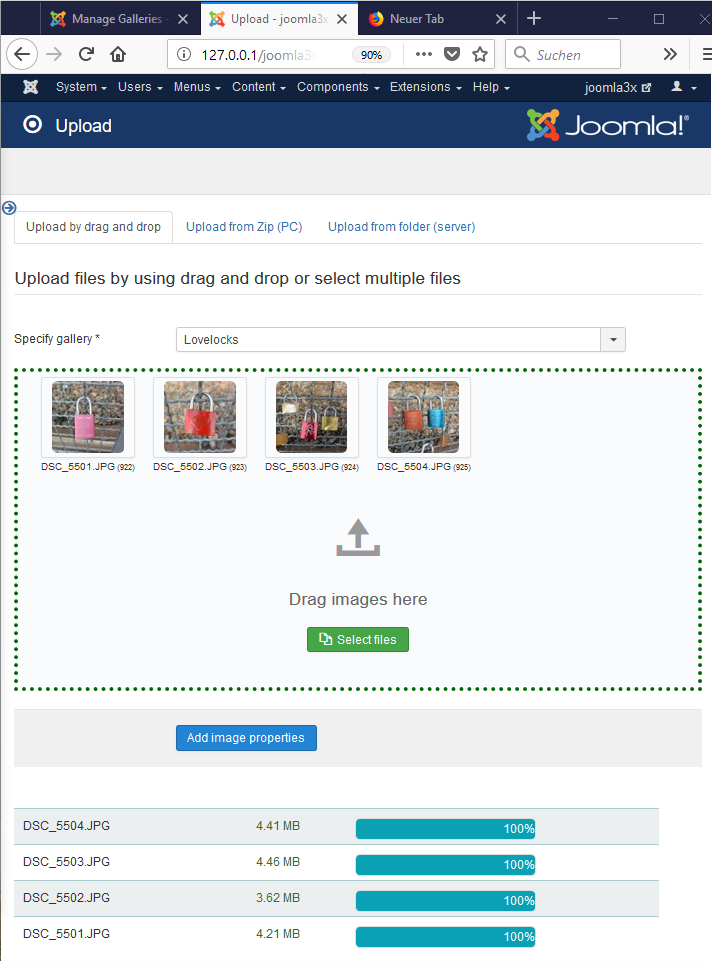 Manage Galleries -
Upload - joomla3x
Neuer Tab
127.0.0.1/joomla3
90%
Suchen
System
Users
Menus
Content
Components
Extensions
Help
joomla3x
Upload
Joomla!®
Upload by drag and drop
Upload from Zip (PC)
Upload from folder (server)
Upload files by using drag and drop or select multiple files
Specify gallery *
Lovelocks
DSC_5501.JPG (922)
DSC_5502.JPG (923)
DSC_5503.JPG (924)
DSC_5504.JPG (925)
Drag images here
Select files
Add image properties
DSC_5504.JPG 4.41 MB 100%
DSC_5503.JPG 4.46 MB 100%
DSC_5502.JPG 3.62 MB 100%
DSC_5501.JPG 4.21 MB 100%